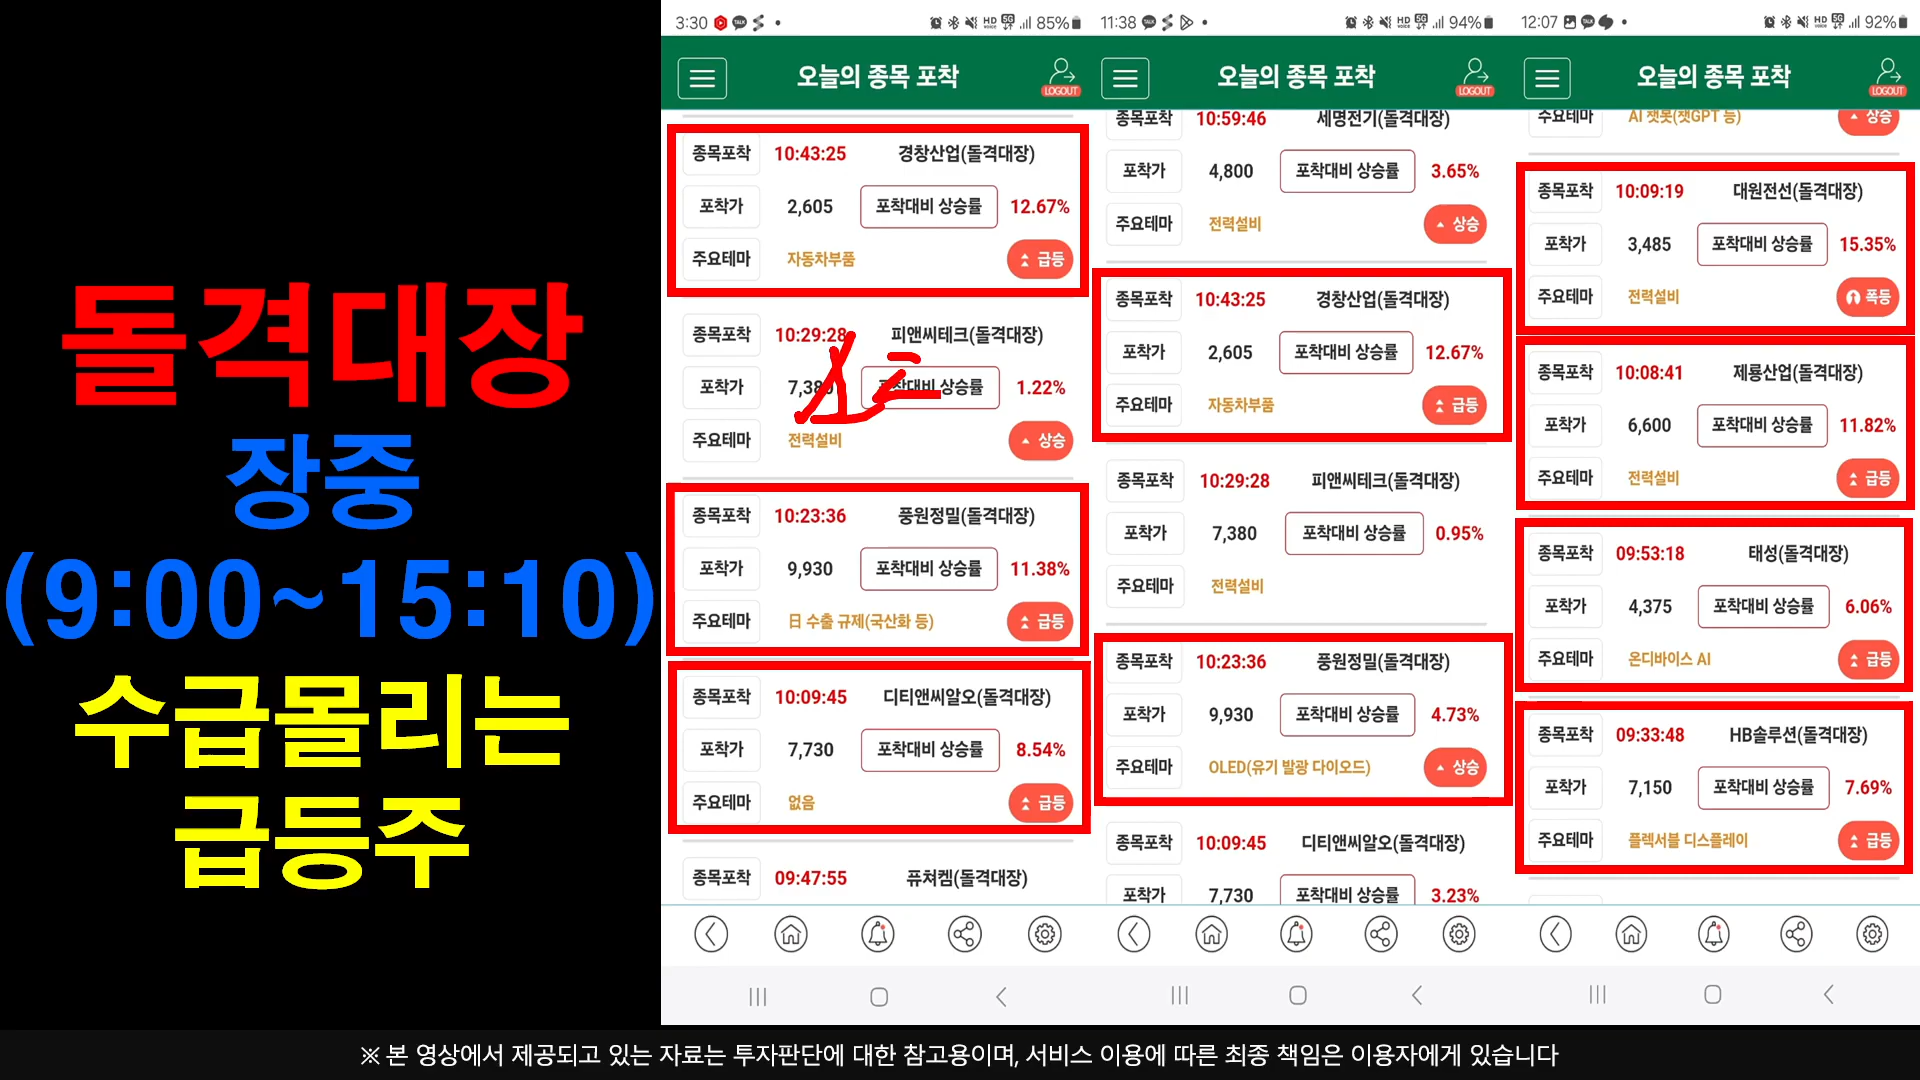 돌격대장
장중
(9:00~15:10)
수급몰리는
급등주
3:30 85%
오늘의 종목 포착
LOGOUT
종목포착 10:43:25 경창산업(돌격대장)
포착가 2,605 포착대비 상승률 12.67%
주요테마 자동차부품 급등
종목포착 10:29:28 피앤씨테크(돌격대장)
포착가 7,380 포착대비 상승률 1.22%
주요테마 전력설비 상승
종목포착 10:23:36 풍원정밀(돌격대장)
포착가 9,930 포착대비 상승률 11.38%
주요테마 日 수출 규제(국산화 등) 급등
종목포착 10:09:45 디티앤씨알오(돌격대장)
포착가 7,730 포착대비 상승률 8.54%
주요테마 없음 급등
종목포착 09:47:55 퓨쳐켐(돌격대장)
11:38 94%
오늘의 종목 포착
LOGOUT
종목포착 10:59:46 세명전기(돌격대장)
포착가 4,800 포착대비 상승률 3.65%
주요테마 전력설비 상승
종목포착 10:43:25 경창산업(돌격대장)
포착가 2,605 포착대비 상승률 12.67%
주요테마 자동차부품 급등
종목포착 10:29:28 피앤씨테크(돌격대장)
포착가 7,380 포착대비 상승률 0.95%
주요테마 전력설비
종목포착 10:23:36 풍원정밀(돌격대장)
포착가 9,930 포착대비 상승률 4.73%
주요테마 OLED(유기 발광 다이오드) 상승
종목포착 10:09:45 디티앤씨알오(돌격대장)
포착가 7,730 포착대비 상승률 3.23%
12:07 92%
오늘의 종목 포착
LOGOUT
주요테마 AI 챗봇(챗GPT 등) 상승
종목포착 10:09:19 대원전선(돌격대장)
포착가 3,485 포착대비 상승률 15.35%
주요테마 전력설비 폭등
종목포착 10:08:41 제룡산업(돌격대장)
포착가 6,600 포착대비 상승률 11.82%
주요테마 전력설비 급등
종목포착 09:53:18 태성(돌격대장)
포착가 4,375 포착대비 상승률 6.06%
주요테마 온디바이스 AI 급등
종목포착 09:33:48 HB솔루션(돌격대장)
포착가 7,150 포착대비 상승률 7.69%
주요테마 플렉서블 디스플레이 급등
※ 본 영상에서 제공되고 있는 자료는 투자판단에 대한 참고용이며, 서비스 이용에 따른 최종 책임은 이용자에게 있습니다